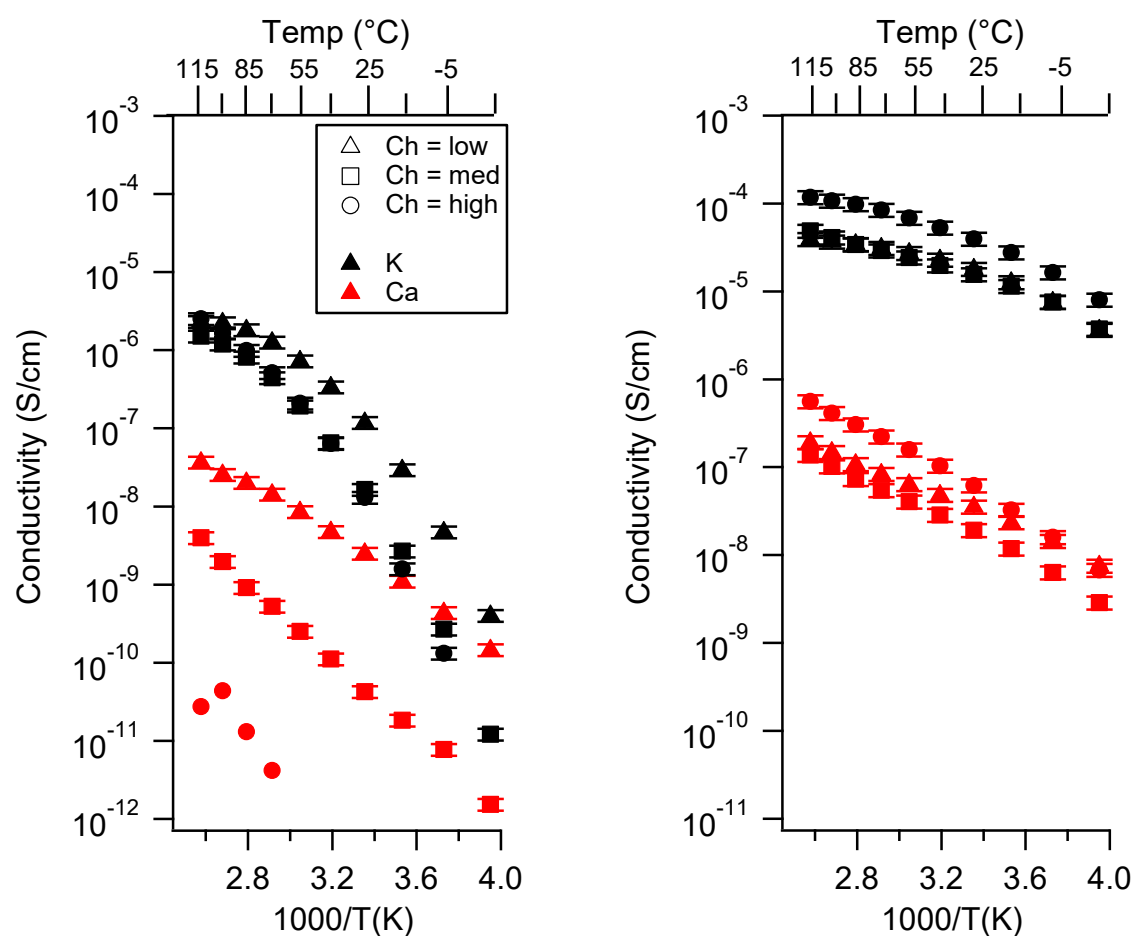 Temp (°C)
115 85 55 25 -5
10-3
10-4
10-5
10-6
10-7
10-8
10-9
10-10
10-11
10-12
Conductivity (S/cm)
Ch = low
Ch = med
Ch = high
K
Ca
2.8 3.2 3.6 4.0
1000/T(K)
Temp (°C)
115 85 55 25 -5
10-3
10-4
10-5
10-6
10-7
10-8
10-9
10-10
10-11
Conductivity (S/cm)
2.8 3.2 3.6 4.0
1000/T(K)